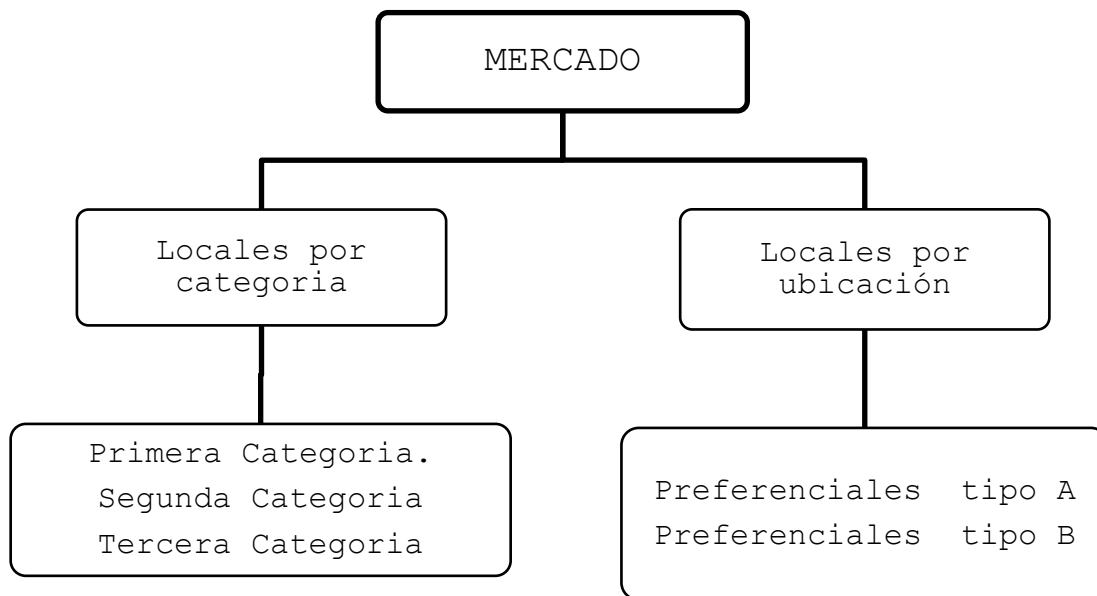 MERCADO
Locales por
categoria
Locales por
ubicación
Primera Categoria.
Segunda Categoria
Tercera Categoria
Preferenciales tipo A
Preferenciales tipo B